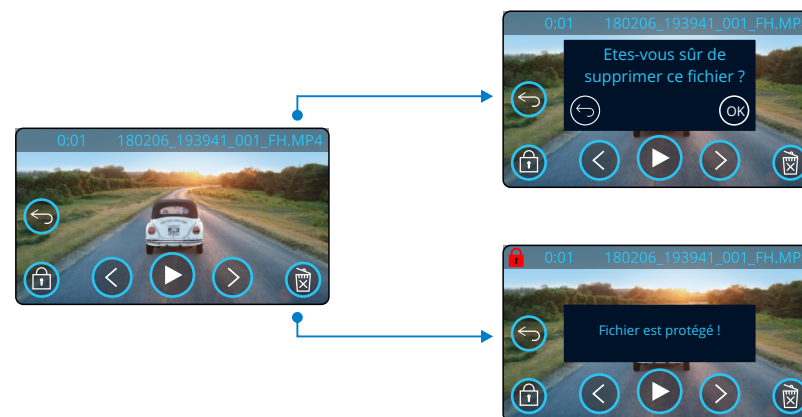 0:01 180206_193941_001_FH.MP4
0:01 180206_193941_001_FH.MP
Etes-vous sûr de
supprimer ce fichier ?
OK
0:01 180206_193941_001_FH.MP
Fichier est protégé !